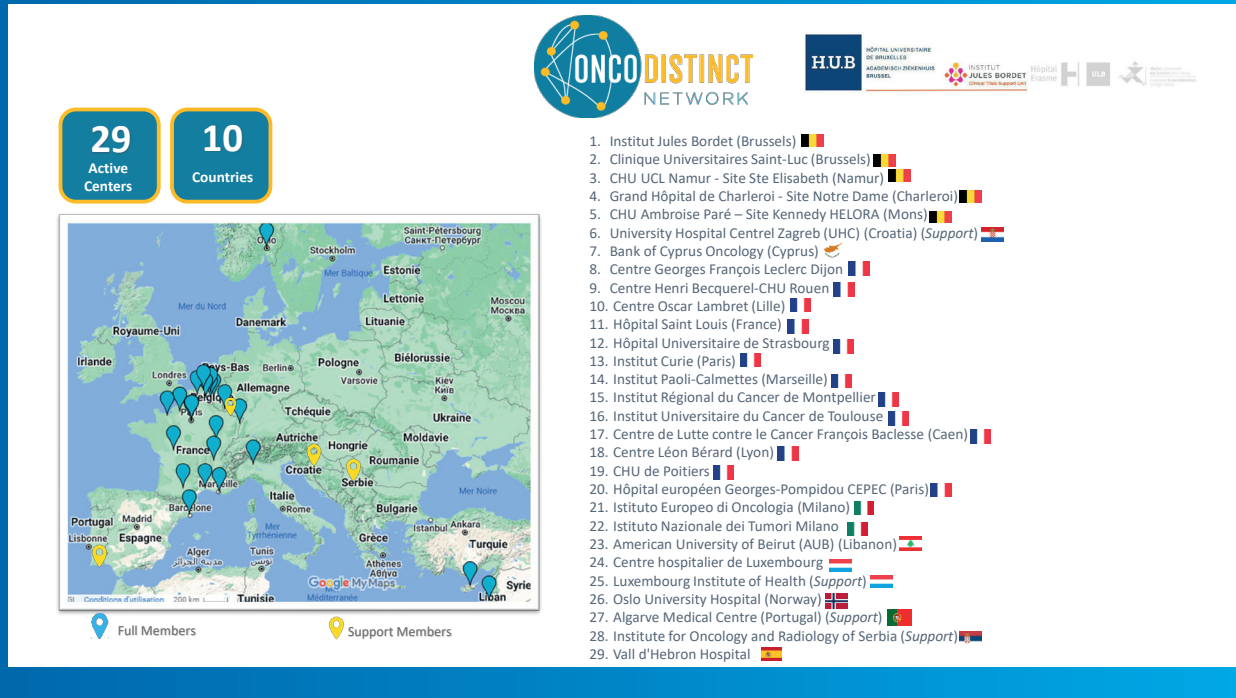 ONCODISTINCT
NETWORK
H.U.B
HÔPITAL UNIVERSITAIRE
DE BRUXELLES
ACADEMISCH ZIEKENHUIS
BRUSSEL
INSTITUT
JULES BORDET
Clinical Trials Support Unit
Hôpital
Erasme
ULB
29
Active
Centers
10
Countries
1. Institut Jules Bordet (Brussels)
2. Clinique Universitaires Saint-Luc (Brussels)
3. CHU UCL Namur - Site Ste Elisabeth (Namur)
4. Grand Hôpital de Charleroi - Site Notre Dame (Charleroi)
5. CHU Ambroise Paré – Site Kennedy HELORA (Mons)
6. University Hospital Centrel Zagreb (UHC) (Croatia) (Support)
7. Bank of Cyprus Oncology (Cyprus)
8. Centre Georges François Leclerc Dijon
9. Centre Henri Becquerel-CHU Rouen
10. Centre Oscar Lambret (Lille)
11. Hôpital Saint Louis (France)
12. Hôpital Universitaire de Strasbourg
13. Institut Curie (Paris)
14. Institut Paoli-Calmettes (Marseille)
15. Institut Régional du Cancer de Montpellier
16. Institut Universitaire du Cancer de Toulouse
17. Centre de Lutte contre le Cancer François Baclesse (Caen)
18. Centre Léon Bérard (Lyon)
19. CHU de Poitiers
20. Hôpital européen Georges-Pompidou CEPEC (Paris)
21. Istituto Europeo di Oncologia (Milano)
22. Istituto Nazionale dei Tumori Milano
23. American University of Beirut (AUB) (Libanon)
24. Centre hospitalier de Luxembourg
25. Luxembourg Institute of Health (Support)
26. Oslo University Hospital (Norway)
27. Algarve Medical Centre (Portugal) (Support)
28. Institute for Oncology and Radiology of Serbia (Support)
29. Vall d'Hebron Hospital
Saint-Pétersbourg
Санкт-Петербург
Stockholm
Mer Baltique
Estonie
Mer du Nord
Lettonie
Moscou
Москва
Danemark
Lituanie
Royaume-Uni
Irlande
Pays-Bas
Berlin
Pologne
Biélorussie
Londres
Varsovie
Kiev
Київ
Allemagne
Paris
Tchéquie
Ukraine
Autriche
Hongrie
Moldavie
France
Croatie
Roumanie
Serbie
Marseille
Italie
Mer Noire
Barcelone
Rome
Bulgarie
Portugal
Madrid
Istanbul
Ankara
Lisbonne
Espagne
Mer
Tyrrhénienne
Grèce
Turquie
Alger
مدينة الجزائر
Tunis
تونس
Athènes
Αθήνα
Google My Maps
Syrie
Conditions d'utilisation
200 km
Tunisie
Méditerranée
Liban
Full Members
Support Members